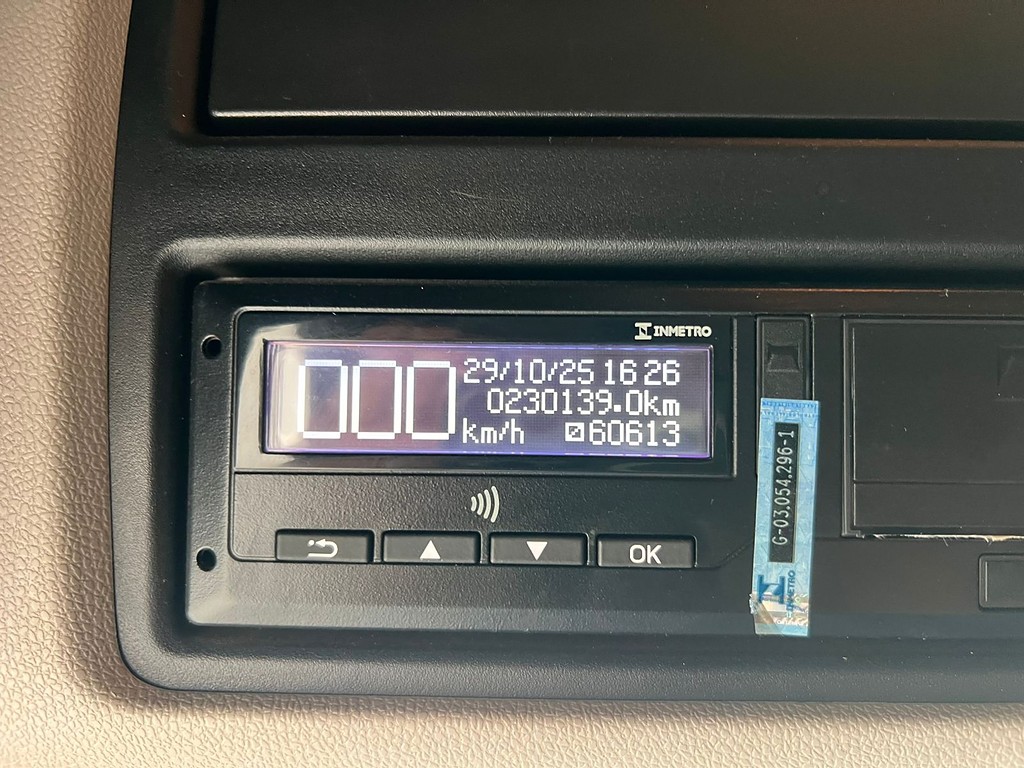 INMETRO
000
29/10/25 16 26
0230139.0Km
km/h 60613
OK
G-03.054.296-1
INMETRO